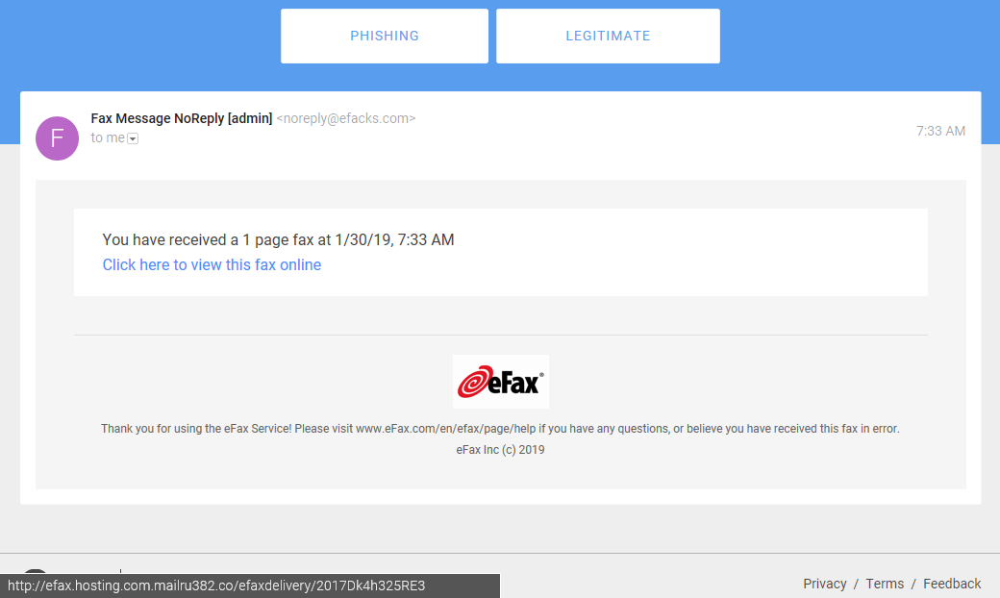 PHISHING
LEGITIMATE
F
Fax Message NoReply [admin] <noreply@efacks.com>
to me
7:33 AM
You have received a 1 page fax at 1/30/19, 7:33 AM
Click here to view this fax online
eFax®
Thank you for using the eFax Service! Please visit www.eFax.com/en/efax/page/help if you have any questions, or believe you have received this fax in error.
eFax Inc (c) 2019
http://efax.hosting.com.mailru382.co/efaxdelivery/2017Dk4h325RE3
Privacy / Terms / Feedback